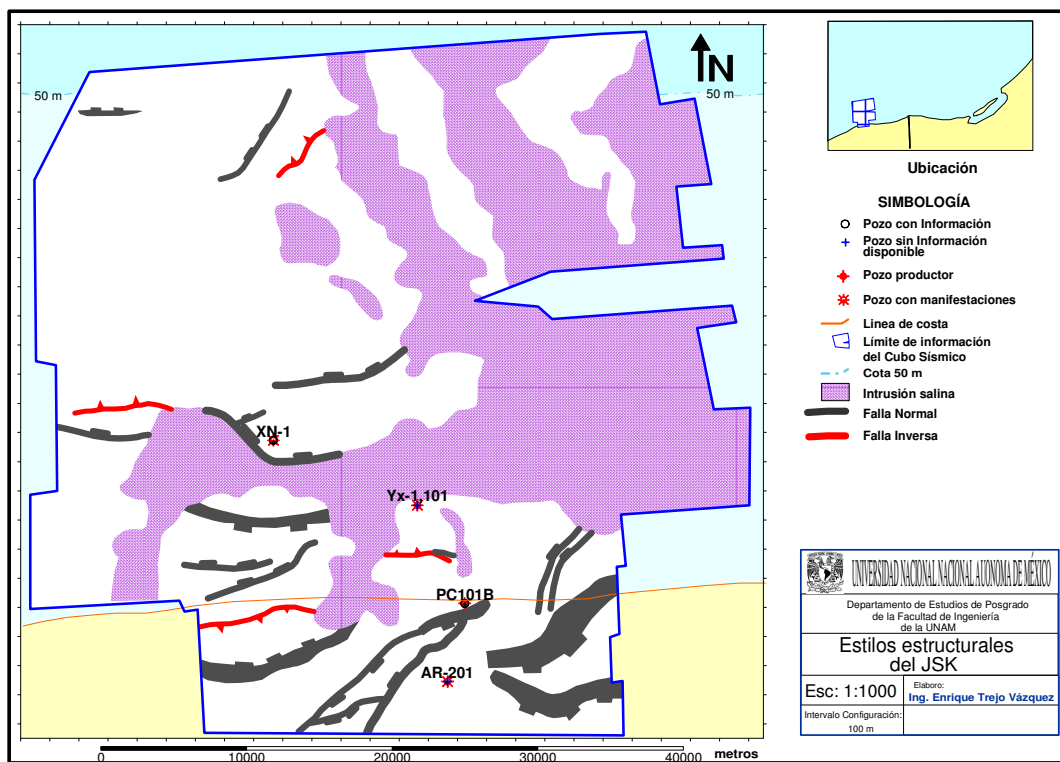 50 m
N
50 m
XN-1
Yx-1,101
PC101B
AR-201
0
10000
20000
30000
40000
metros
Ubicación
SIMBOLOGÍA
Pozo con Información
Pozo sin Información
disponible
Pozo productor
Pozo con manifestaciones
Linea de costa
Límite de información
del Cubo Sísmico
Cota 50 m
Intrusión salina
Falla Normal
Falla Inversa
UNIVERSIDAD NACIONAL NACIONAL AUONOMA DE MÉXICO
Departamento de Estudios de Posgrado
de la Facultad de Ingeniería
de la UNAM
Estilos estructurales
del JSK
Esc: 1:1000
Elaboro:
Ing. Enrique Trejo Vázquez
Intervalo Configuración:
100 m